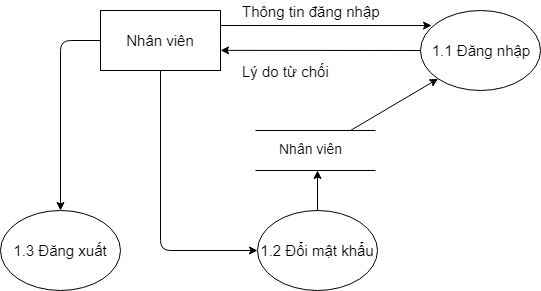 Thông tin đăng nhập
Nhân viên
1.1 Đăng nhập
Lý do từ chối
Nhân viên
1.3 Đăng xuất
1.2 Đổi mật khẩu